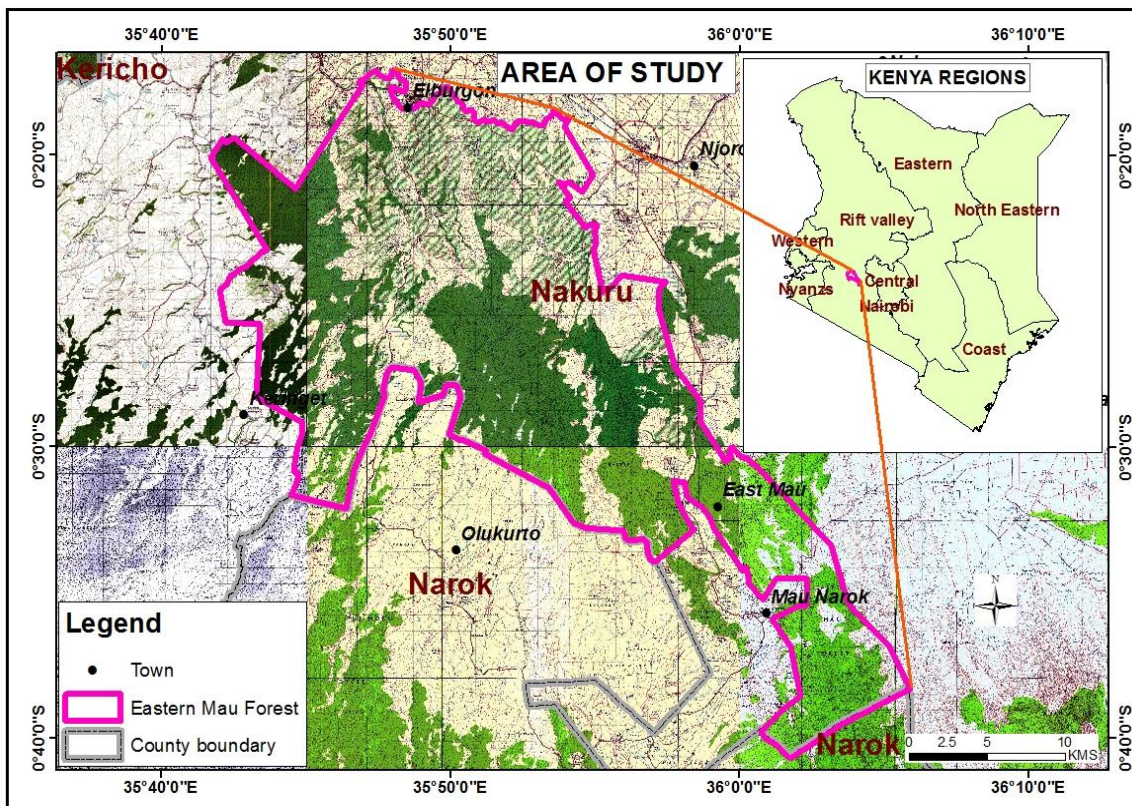 35°40'0"E
35°50'0"E
36°0'0"E
36°10'0"E
Kericho
AREA OF STUDY
KENYA REGIONS
Elburgon
Njoro
0°20'0"S
0°20'0"S
Eastern
North Eastern
Rift valley
Western
Nyanzs
Central
Nairobi
Coast
Nakuru
Keringet
0°30'0"S
0°30'0"S
East Mau
Olukurto
Narok
Mau Narok
N
Legend
Town
Eastern Mau Forest
County boundary
Narok
0 2.5 5 10
KMS
0°40'0"S
0°40'0"S
35°40'0"E
35°50'0"E
36°0'0"E
36°10'0"E